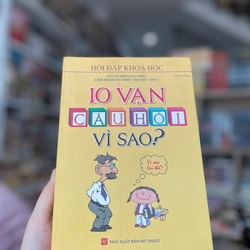 HỎI ĐÁP KHOA HỌC
10 VẠN
CÂU HỎI
VÌ SAO?
Vì sao
lại thế?
NHÀ XUẤT BẢN MỸ THUẬT